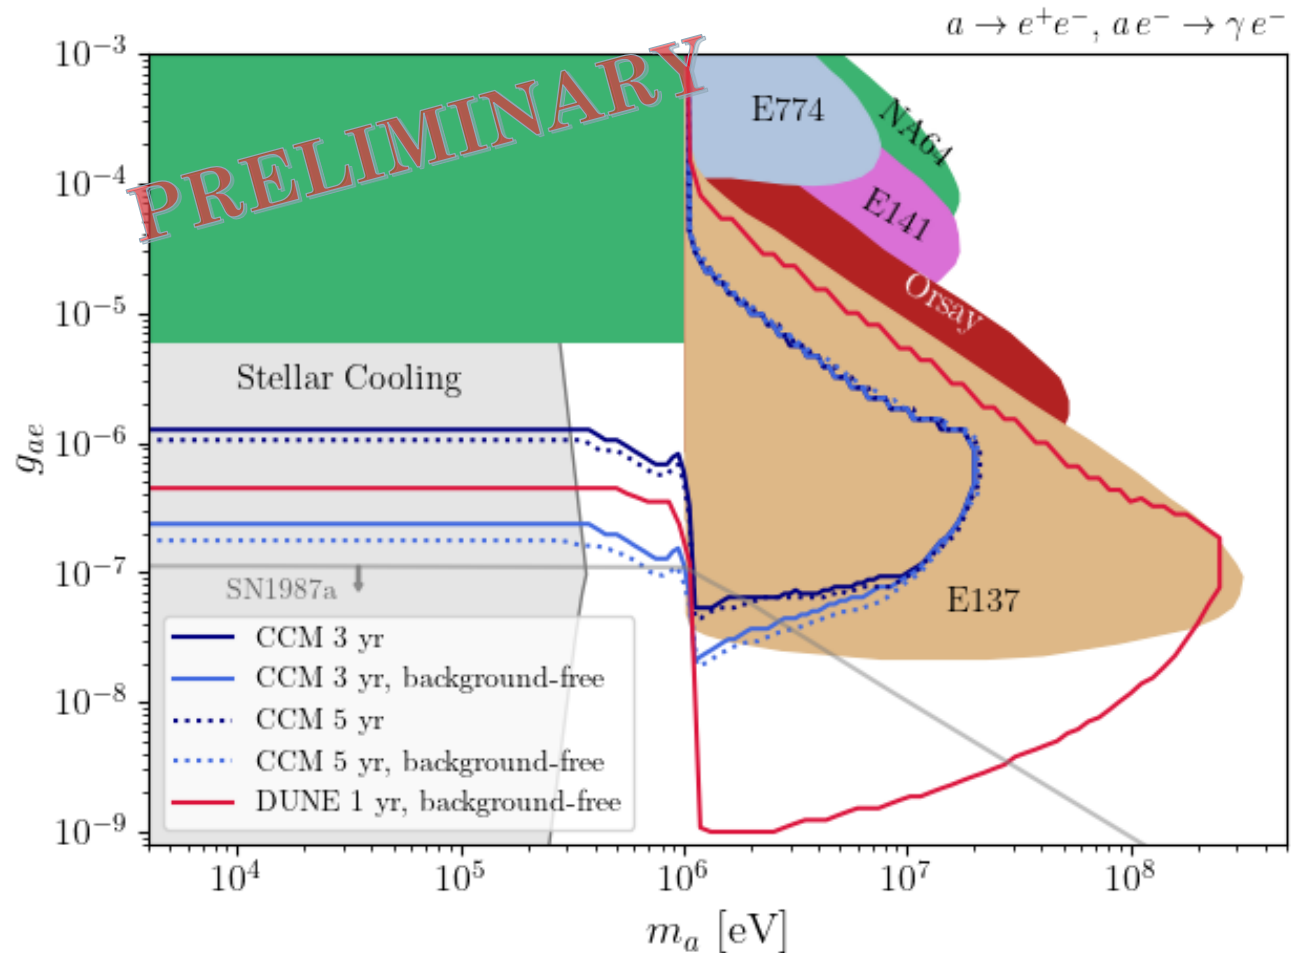 a → e⁺e⁻, a e⁻ → γ e⁻
10⁻³
10⁻⁴
10⁻⁵
10⁻⁶
10⁻⁷
10⁻⁸
10⁻⁹
gₐₑ
PRELIMINARY
E774
NA64
E141
Orsay
Stellar Cooling
SN1987a
E137
CCM 3 yr
CCM 3 yr, background-free
CCM 5 yr
CCM 5 yr, background-free
DUNE 1 yr, background-free
10⁴
10⁵
10⁶
10⁷
10⁸
mₐ [eV]